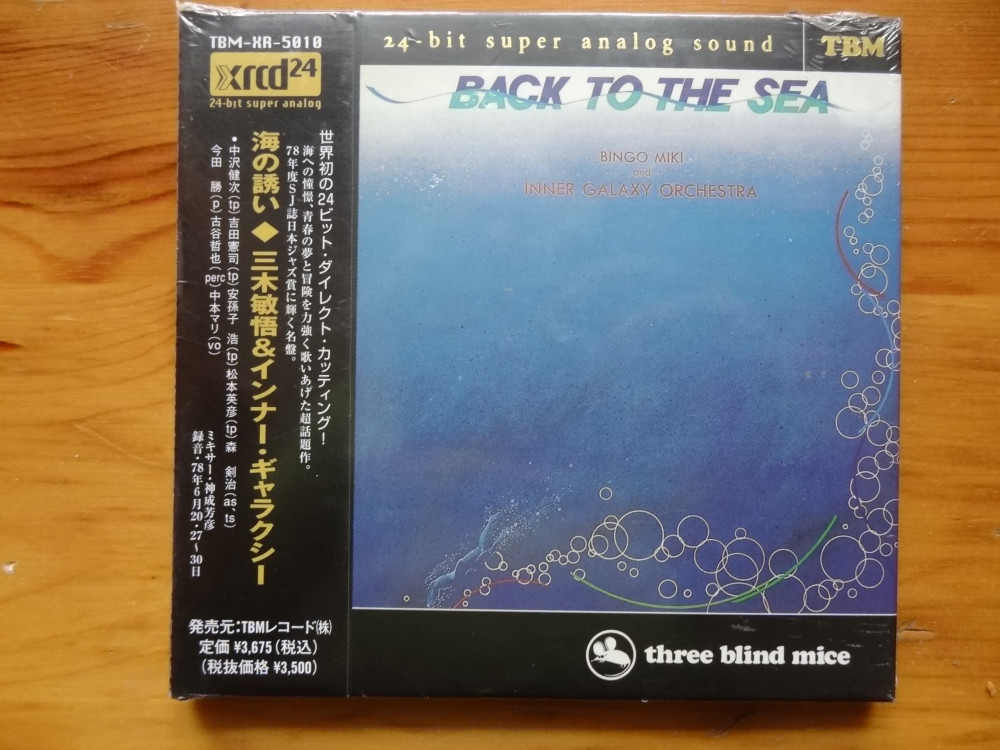 TBM-XR-5010
xrcd24
24-bit super analog
世界初の24ビット・ダイレクト・カッティング!
海への憧憬、青春の夢と冒険を力強く歌いあげた超話題作。
78年度SJ誌日本ジャズ賞に輝く名盤。
海の誘い◆三木敏悟&インナー・ギャラクシー
•中沢健次(tp)吉田憲司(tp)安孫子 浩(tp)松本英彦(tp)森 剣治(as、ts)
今田 勝(p)古谷哲也(perc)中本マリ(vo)
ミキサー・神成芳彦
録音・78年6月20・27〜30日
発売元:TBMレコード㈱
定価 ¥3,675(税込)
(税抜価格 ¥3,500)
24-bit super analog sound
TBM
BACK TO THE SEA
BINGO MIKI
and
INNER GALAXY ORCHESTRA
three blind mice